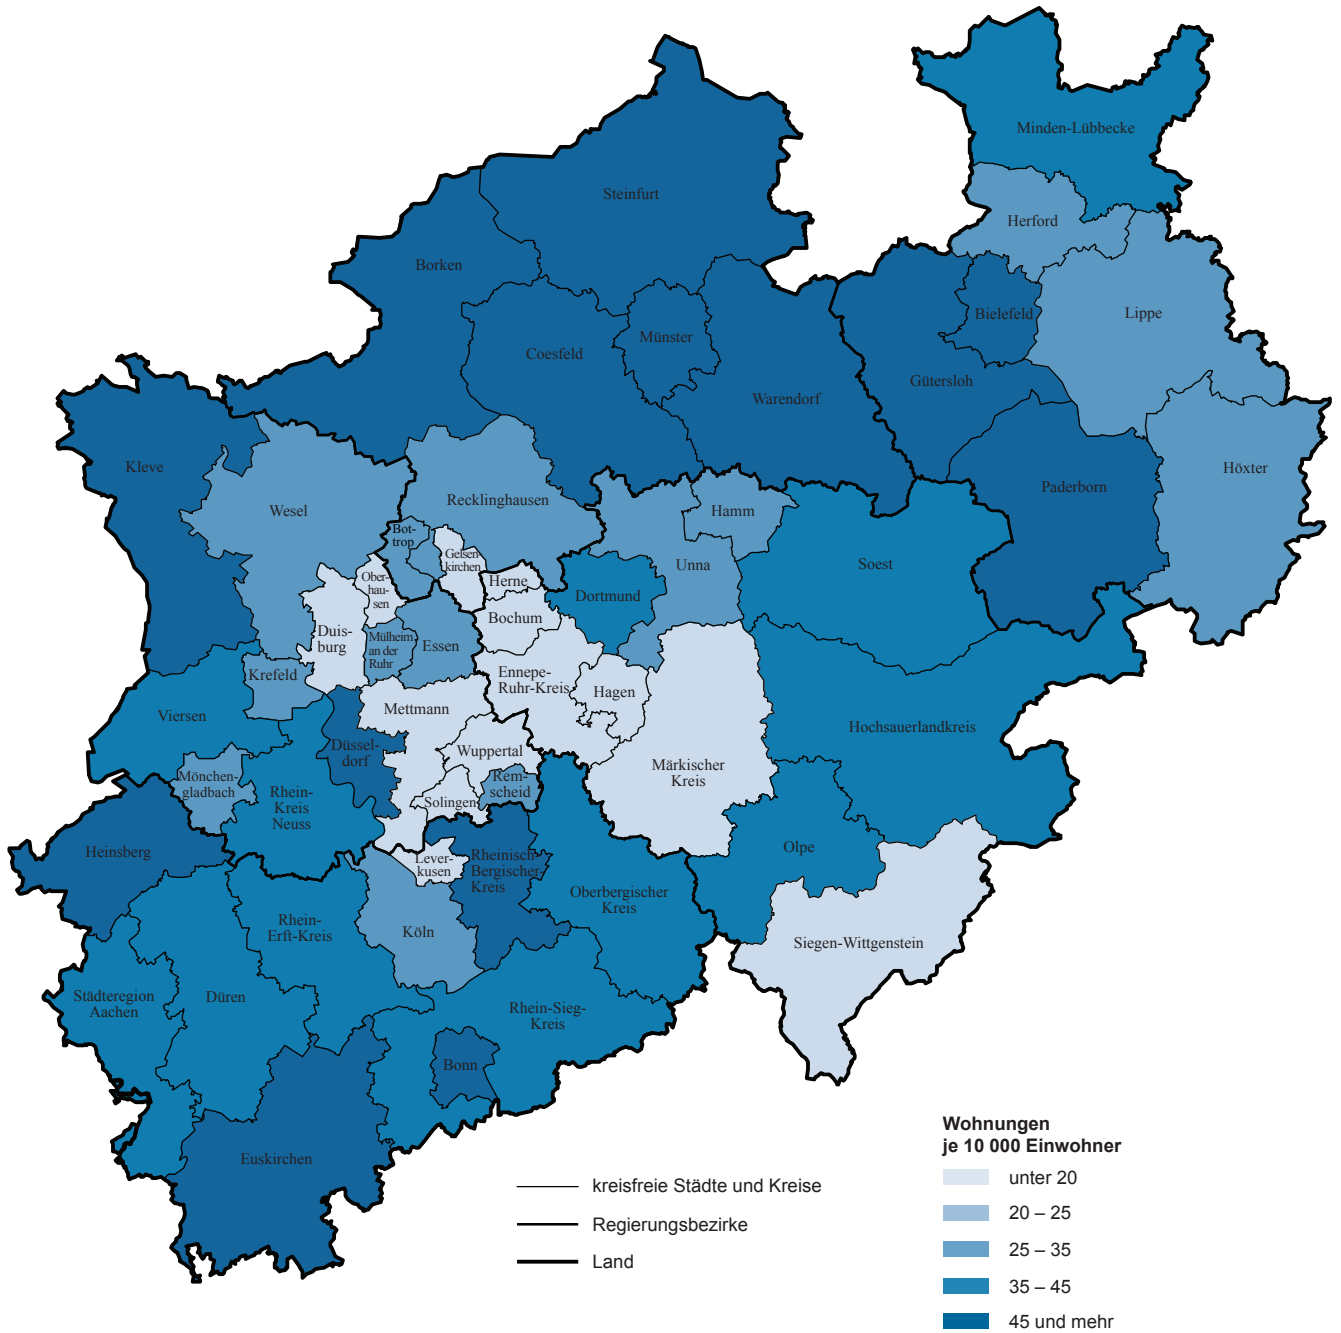 Minden-Lübbecke
Steinfurt
Herford
Borken
Lippe
Bielefeld
Münster
Coesfeld
Gütersloh
Warendorf
Kleve
Höxter
Paderborn
Recklinghausen
Wesel
Hamm
Bot-
trop
Gelsen-
kirchen
Unna
Soest
Ober-
hau-
sen
Herne
Dortmund
Bochum
Duis-
burg
Mülheim
an der
Ruhr
Essen
Krefeld
Ennepe-
Ruhr-Kreis
Hagen
Mettmann
Viersen
Hochsauerlandkreis
Düssel-
dorf
Wuppertal
Märkischer
Kreis
Mönchen-
gladbach
Rem-
scheid
Rhein-
Kreis
Neuss
Solingen
Heinsberg
Olpe
Lever-
kusen
Rheinisch-
Bergischer-
Kreis
Oberbergischer
Kreis
Rhein-
Erft-Kreis
Köln
Siegen-Wittgenstein
Städteregion
Aachen
Düren
Rhein-Sieg-
Kreis
Bonn
Euskirchen
kreisfreie Städte und Kreise
Regierungsbezirke
Land
Wohnungen
je 10 000 Einwohner
unter 20
20 – 25
25 – 35
35 – 45
45 und mehr